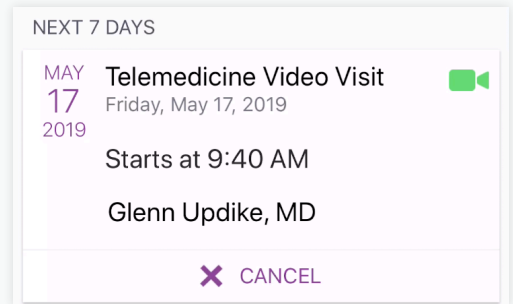 NEXT 7 DAYS
MAY
17
2019
Telemedicine Video Visit
Friday, May 17, 2019
Starts at 9:40 AM
Glenn Updike, MD
CANCEL